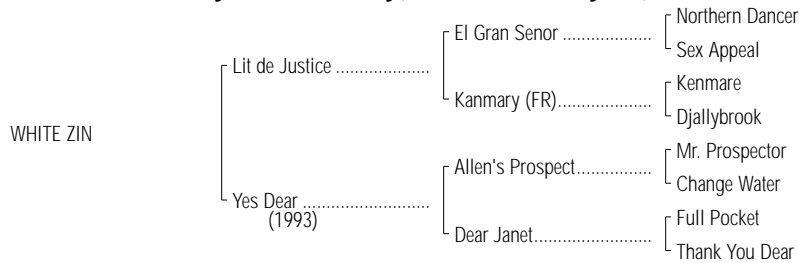 Northern Dancer
El Gran Senor ....................
Sex Appeal
Lit de Justice .....................
Kenmare
Kanmary (FR).....................
Djallybrook
WHITE ZIN
Mr. Prospector
Allen's Prospect.................
Change Water
Yes Dear ............................
(1993)
Full Pocket
Dear Janet..........................
Thank You Dear